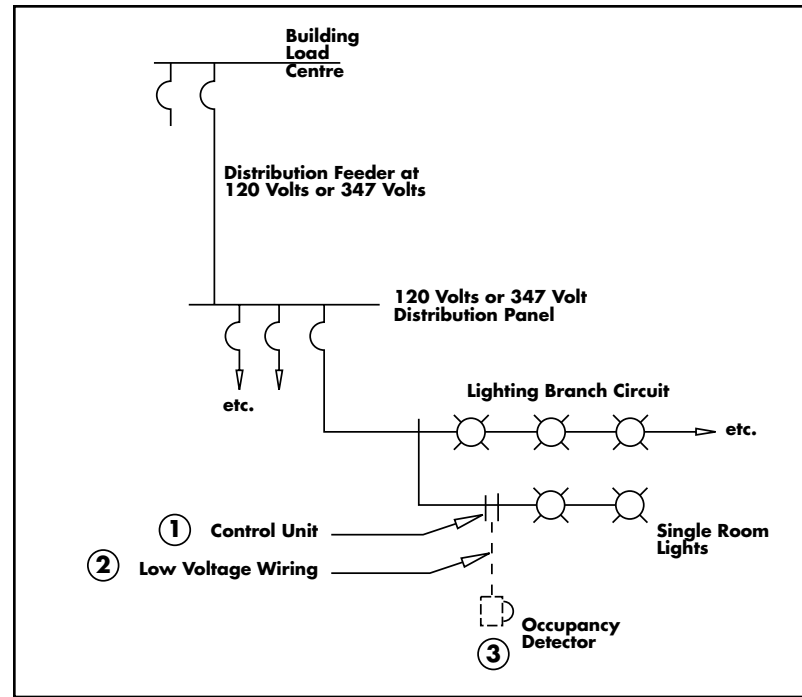 Building
Load
Centre
Distribution Feeder at
120 Volts or 347 Volts
120 Volts or 347 Volt
Distribution Panel
etc.
Lighting Branch Circuit
etc.
1 Control Unit
Single Room
Lights
2 Low Voltage Wiring
Occupancy
Detector
3